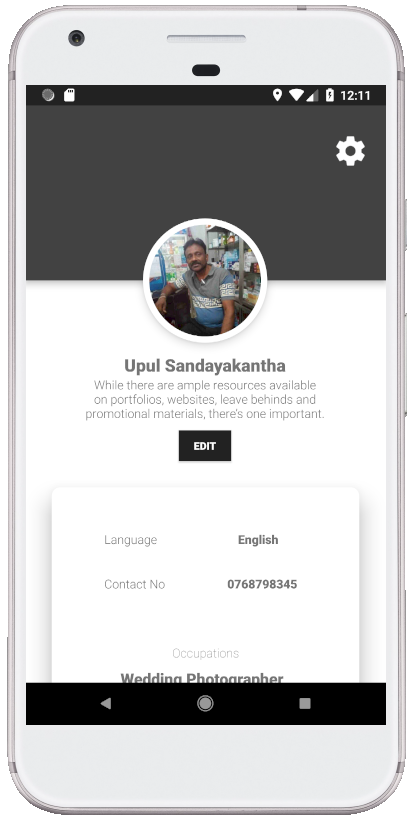 12:11
Upul Sandayakantha
While there are ample resources available
on portfolios, websites, leave behinds and
promotional materials, there's one important.
EDIT
Language English
Contact No 0768798345
Occupations
Wedding Photographer